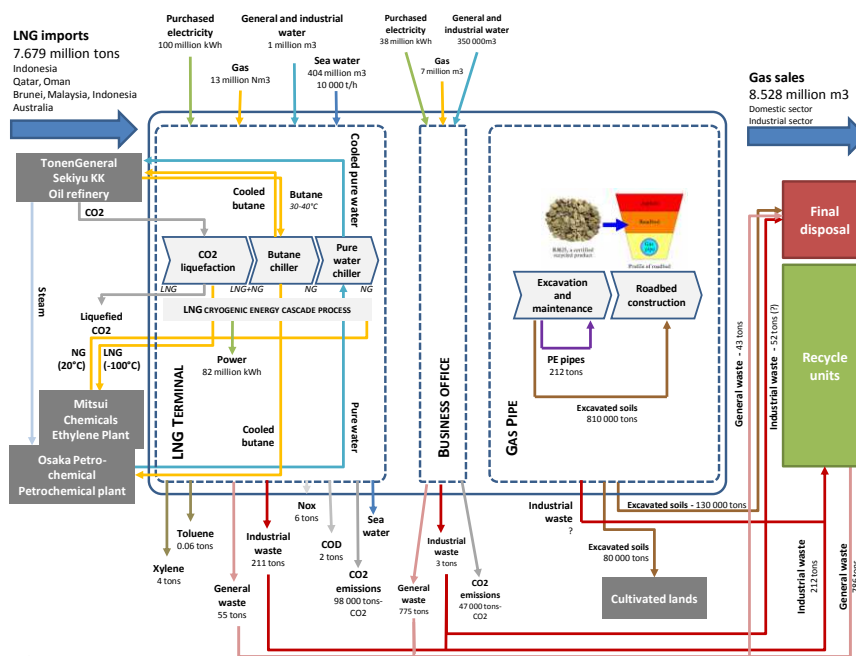 LNG imports
7.679 million tons
Indonesia
Qatar, Oman
Brunei, Malaysia, Indonesia
Australia
Purchased
electricity
100 million kWh
General and industrial
water
1 million m3
Gas
13 million Nm3
Sea water
404 million m3
10 000 t/h
Purchased
electricity
38 million kWh
General and
industrial water
350 000m3
Gas
7 million m3
Gas sales
8.528 million m3
Domestic sector
Industrial sector
TonenGeneral
Sekiyu KK
Oil refinery
CO2
Steam
Cooled
butane
Butane
30-40°C
Cooled pure water
CO2
liquefaction
Butane
chiller
Pure
water
chiller
LNG
LNG+NG
NG
NG
LNG CRYOGENIC ENERGY CASCADE PROCESS
Liquefied
CO2
NG
(20°C)
LNG
(-100°C)
Power
82 million kWh
Mitsui
Chemicals
Ethylene Plant
Osaka Petro-
chemical
Petrochemical plant
Cooled
butane
Pure water
LNG TERMINAL
BUSINESS OFFICE
GAS PIPE
Profile of roadbed
Excavation
and
maintenance
Roadbed
construction
PE pipes
212 tons
Excavated soils
810 000 tons
Final
disposal
Recycle
units
General waste - 43 tons
Industrial waste - 52 tons (?)
Xylene
4 tons
Toluene
0.06 tons
General
waste
55 tons
Industrial
waste
211 tons
Nox
6 tons
COD
2 tons
CO2
emissions
98 000 tons-
CO2
Sea
water
General
waste
775 tons
Industrial
waste
3 tons
CO2
emissions
47 000 tons-
CO2
Industrial
waste
?
Excavated soils - 130 000 tons
Excavated soils
80 000 tons
Cultivated lands
Industrial waste
212 tons
General waste
786 tons